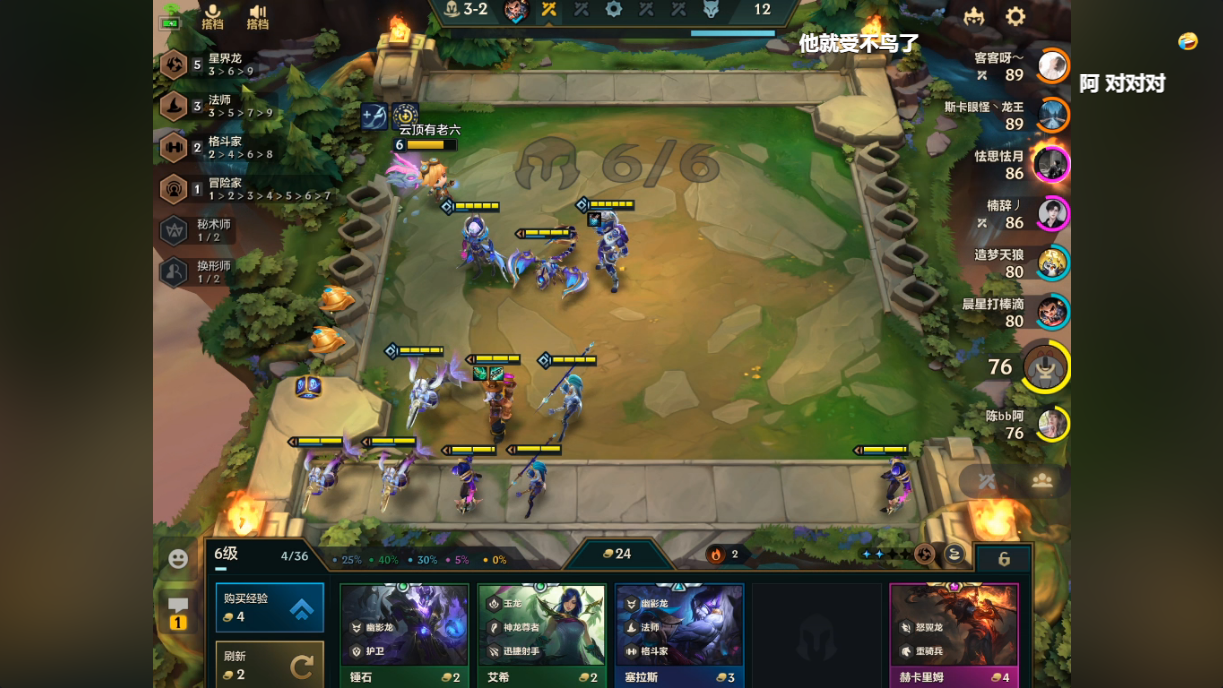 搭档
搭档
3-2
12
他就受不鸟了
阿 对对对
5
星界龙
3 > 6 > 9
3
法师
3 > 5 > 7 > 9
2
格斗家
2 > 4 > 6 > 8
1
冒险家
1 > 2 > 3 > 4 > 5 > 6 > 7
秘术师
1 / 2
换形师
1 / 2
云顶有老六
6
6/6
客客呀~
89
斯卡眼怪丶龙王
89
怯思怯月
86
楠辞丿
86
造梦天狼
80
晨星打棒滴
80
76
陈bb阿
76
6级
4/36
25%
40%
30%
5%
0%
24
2
6
购买经验
4
刷新
2
1
幽影龙
护卫
锤石
2
玉龙
神龙尊者
迅捷射手
艾希
2
幽影龙
法师
格斗家
塞拉斯
3
怒翼龙
重骑兵
赫卡里姆
4